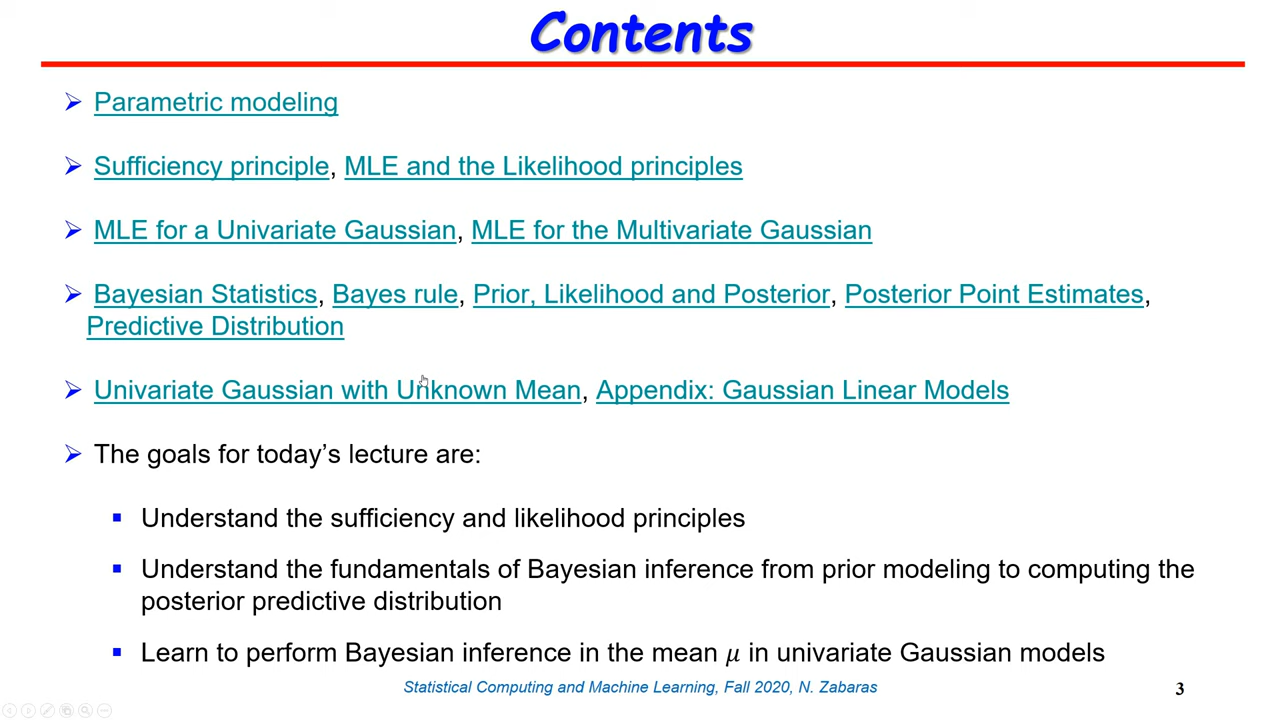 Contents
Parametric modeling
Sufficiency principle, MLE and the Likelihood principles
MLE for a Univariate Gaussian, MLE for the Multivariate Gaussian
Bayesian Statistics, Bayes rule, Prior, Likelihood and Posterior, Posterior Point Estimates,
Predictive Distribution
Univariate Gaussian with Unknown Mean, Appendix: Gaussian Linear Models
The goals for today’s lecture are:
Understand the sufficiency and likelihood principles
Understand the fundamentals of Bayesian inference from prior modeling to computing the
posterior predictive distribution
Learn to perform Bayesian inference in the mean 𝜇 in univariate Gaussian models
Statistical Computing and Machine Learning, Fall 2020, N. Zabaras
3